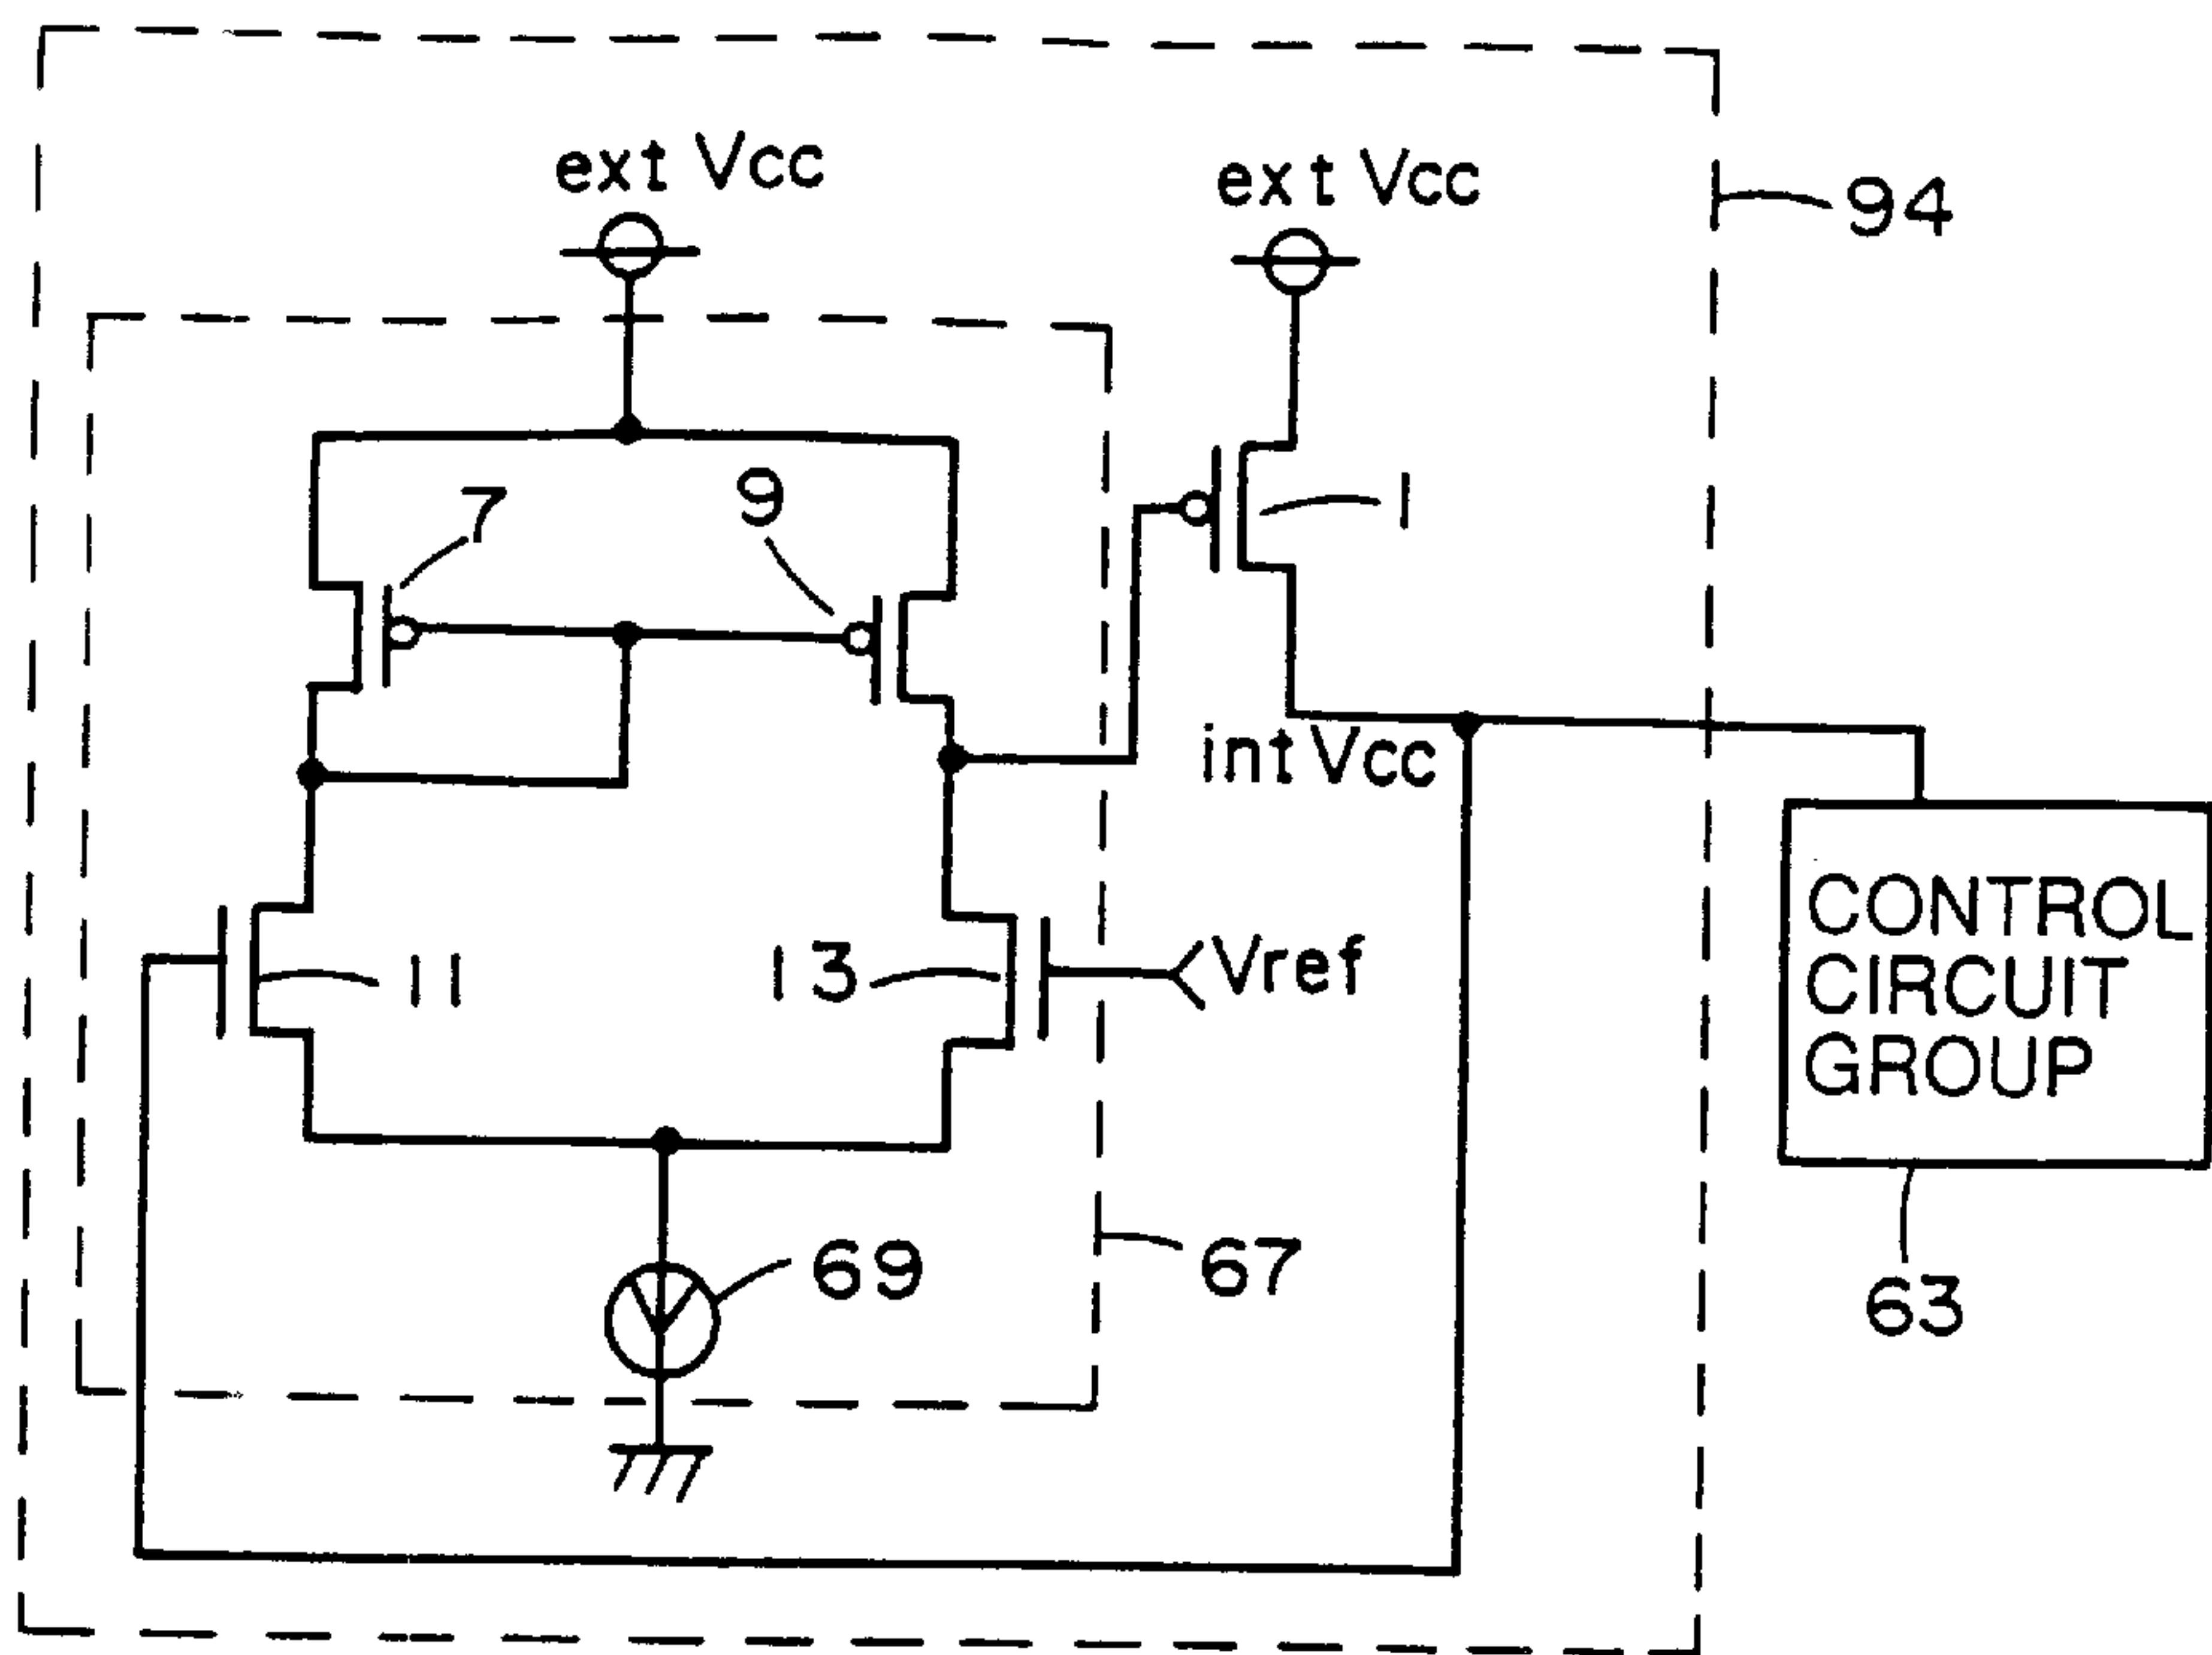 ext Vcc
ext Vcc
94
7
9
1
int Vcc
11
13
Vref
CONTROL
CIRCUIT
GROUP
69
67
63